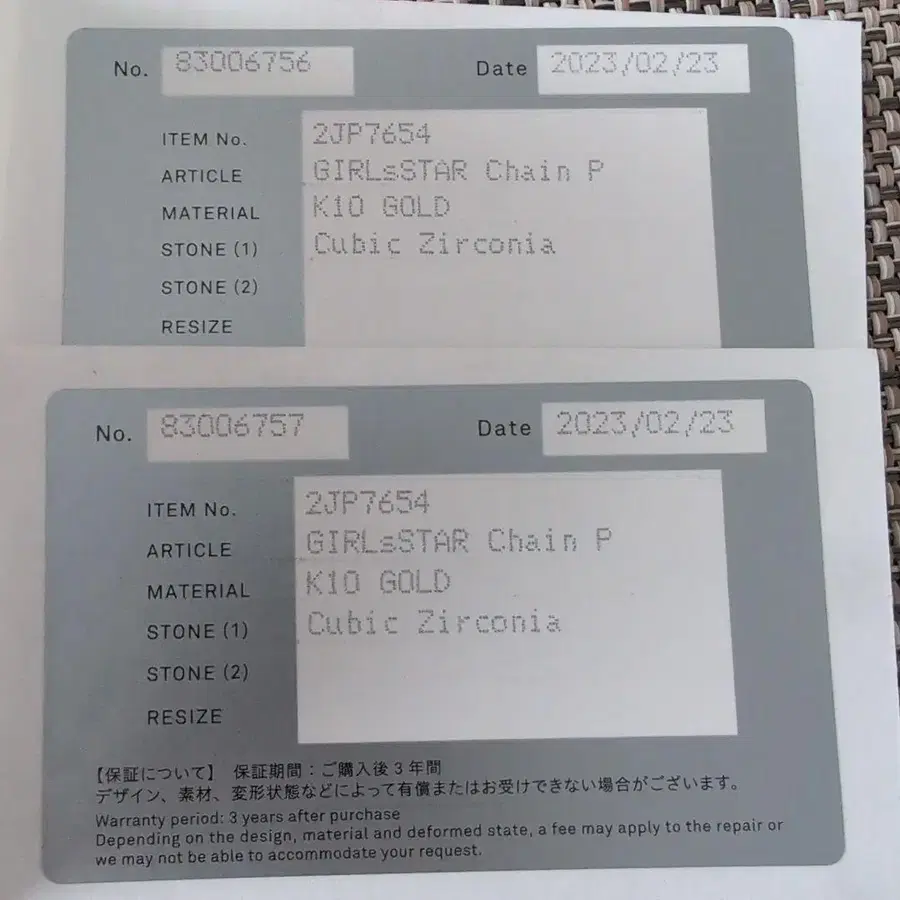 No. 83006756 Date 2023/02/23
ITEM No. 2JP7654
ARTICLE GIRLsSTAR Chain P
MATERIAL K10 GOLD
STONE (1) Cubic Zirconia
STONE (2)
RESIZE
No. 83006757 Date 2023/02/23
ITEM No. 2JP7654
ARTICLE GIRLsSTAR Chain P
MATERIAL K10 GOLD
STONE (1) Cubic Zirconia
STONE (2)
RESIZE
【保証について】 保証期間：ご購入後3年間
デザイン、素材、変形状態などによって有償またはお受けできない場合がございます。
Warranty period: 3 years after purchase
Depending on the design, material and deformed state, a fee may apply to the repair or
we may not be able to accommodate your request.